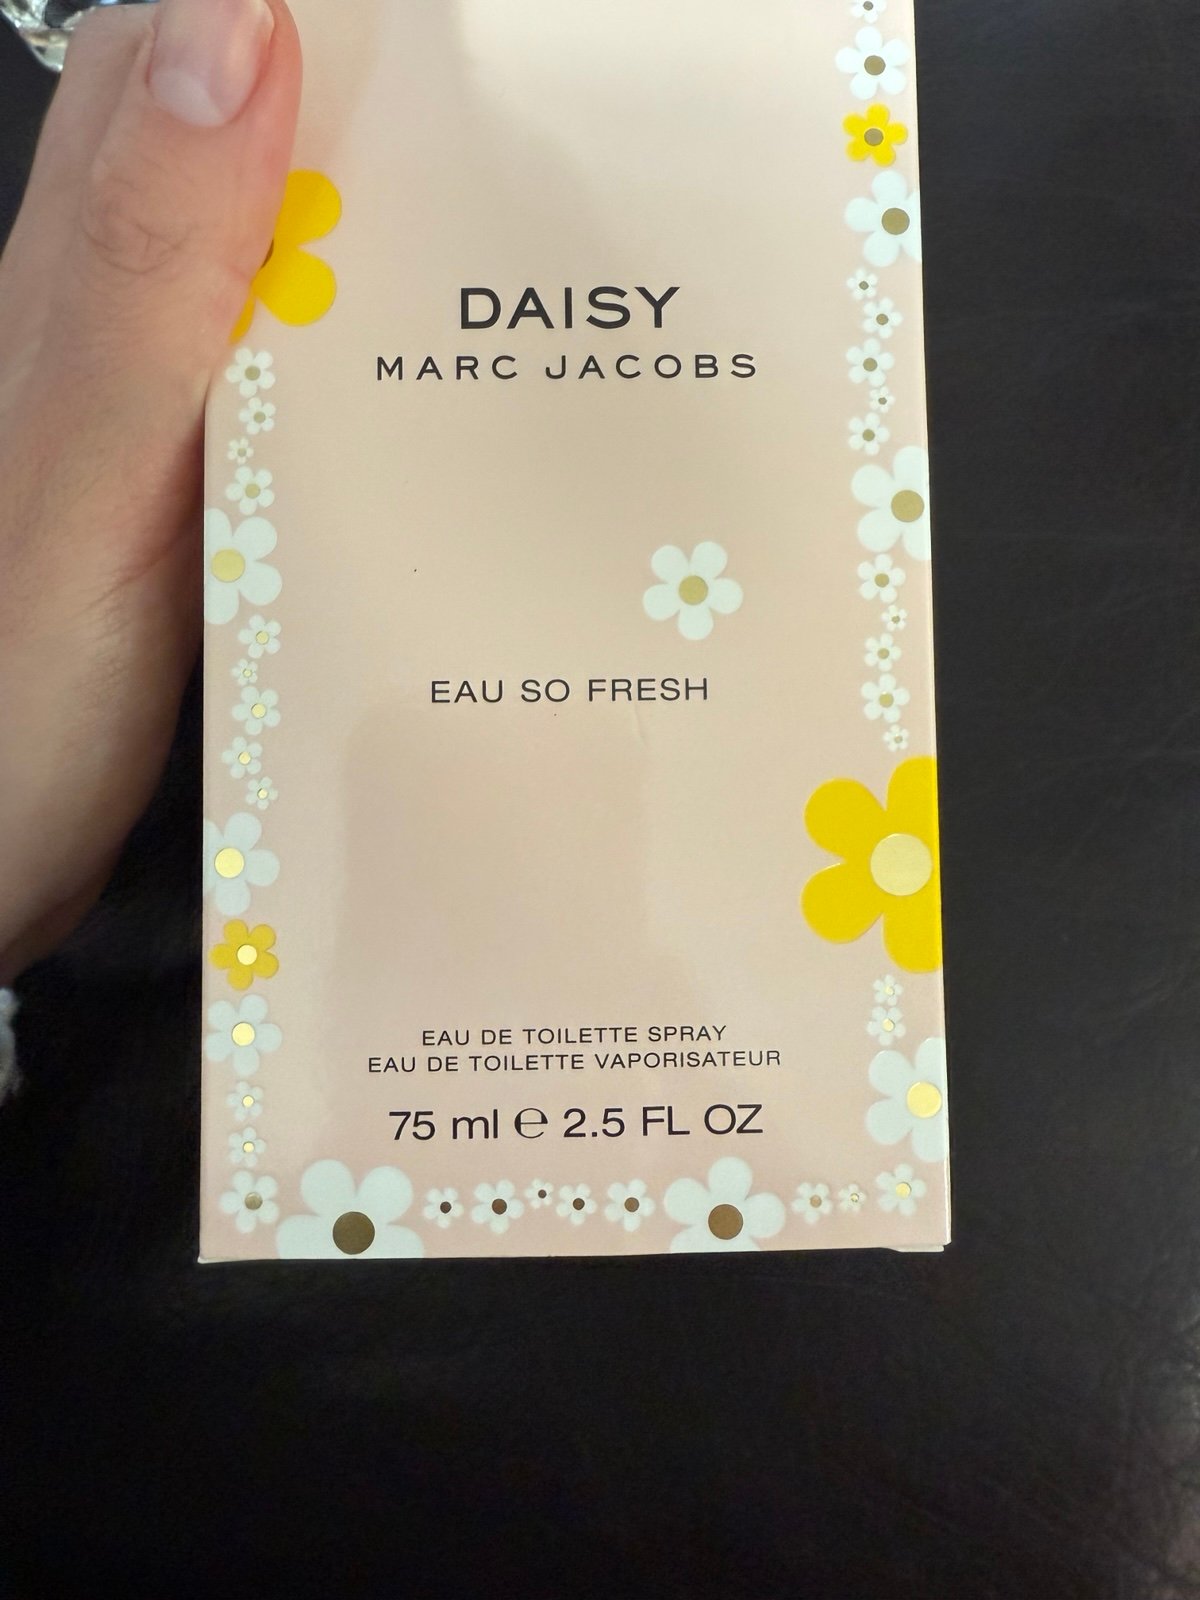 DAISY
MARC JACOBS
EAU SO FRESH
EAU DE TOILETTE SPRAY
EAU DE TOILETTE VAPORISATEUR
75 ml ℮ 2.5 FL OZ